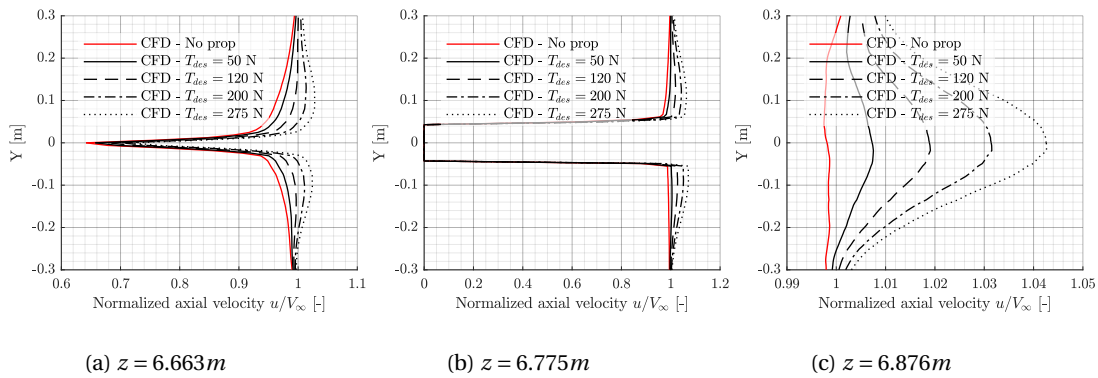 0.3
0.2
0.1
0
-0.1
-0.2
-0.3
Y [m]
CFD - No prop
CFD - T_des = 50 N
CFD - T_des = 120 N
CFD - T_des = 200 N
CFD - T_des = 275 N
0.6 0.7 0.8 0.9 1 1.1
Normalized axial velocity u/V∞ [-]
(a) z = 6.663m
0.3
0.2
0.1
0
-0.1
-0.2
-0.3
Y [m]
CFD - No prop
CFD - T_des = 50 N
CFD - T_des = 120 N
CFD - T_des = 200 N
CFD - T_des = 275 N
0 0.2 0.4 0.6 0.8 1 1.2
Normalized axial velocity u/V∞ [-]
(b) z = 6.775m
0.3
0.2
0.1
0
-0.1
-0.2
-0.3
Y [m]
CFD - No prop
CFD - T_des = 50 N
CFD - T_des = 120 N
CFD - T_des = 200 N
CFD - T_des = 275 N
0.99 1 1.01 1.02 1.03 1.04 1.05
Normalized axial velocity u/V∞ [-]
(c) z = 6.876m